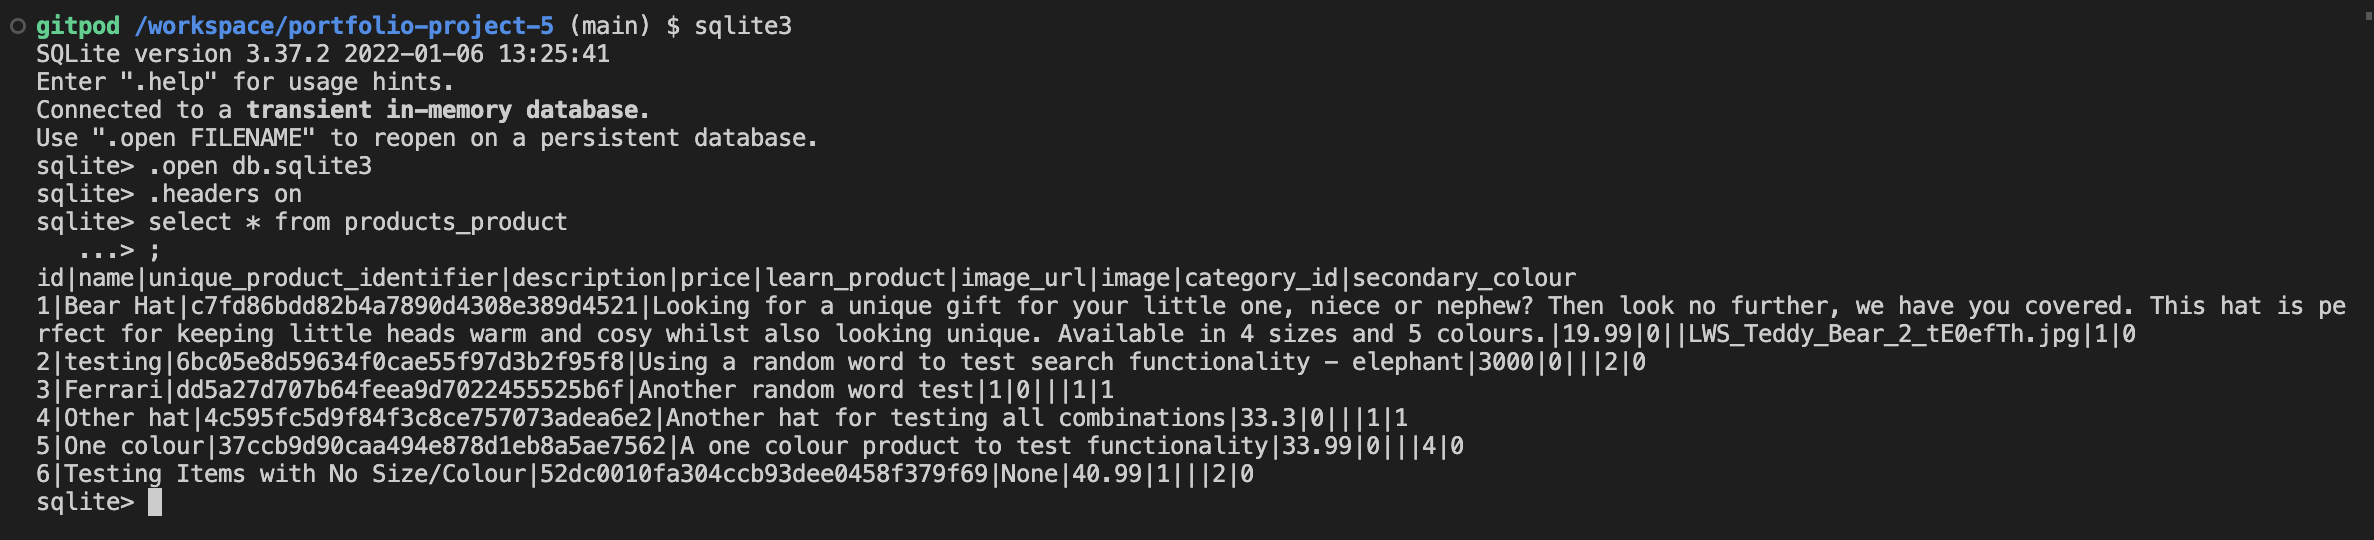 gitpod /workspace/portfolio-project-5 (main) $ sqlite3
SQLite version 3.37.2 2022-01-06 13:25:41
Enter ".help" for usage hints.
Connected to a transient in-memory database.
Use ".open FILENAME" to reopen on a persistent database.
sqlite> .open db.sqlite3
sqlite> .headers on
sqlite> select * from products_product
   ...> ;
id|name|unique_product_identifier|description|price|learn_product|image_url|image|category_id|secondary_colour
1|Bear Hat|c7fd86bdd82b4a7890d4308e389d4521|Looking for a unique gift for your little one, niece or nephew? Then look no further, we have you covered. This hat is pe
rfect for keeping little heads warm and cosy whilst also looking unique. Available in 4 sizes and 5 colours.|19.99|0||LWS_Teddy_Bear_2_tE0efTh.jpg|1|0
2|testing|6bc05e8d59634f0cae55f97d3b2f95f8|Using a random word to test search functionality - elephant|3000|0|||2|0
3|Ferrari|dd5a27d707b64feea9d7022455525b6f|Another random word test|1|0|||1|1
4|Other hat|4c595fc5d9f84f3c8ce757073adea6e2|Another hat for testing all combinations|33.3|0|||1|1
5|One colour|37ccb9d90caa494e878d1eb8a5ae7562|A one colour product to test functionality|33.99|0|||4|0
6|Testing Items with No Size/Colour|52dc0010fa304ccb93dee0458f379f69|None|40.99|1|||2|0
sqlite>